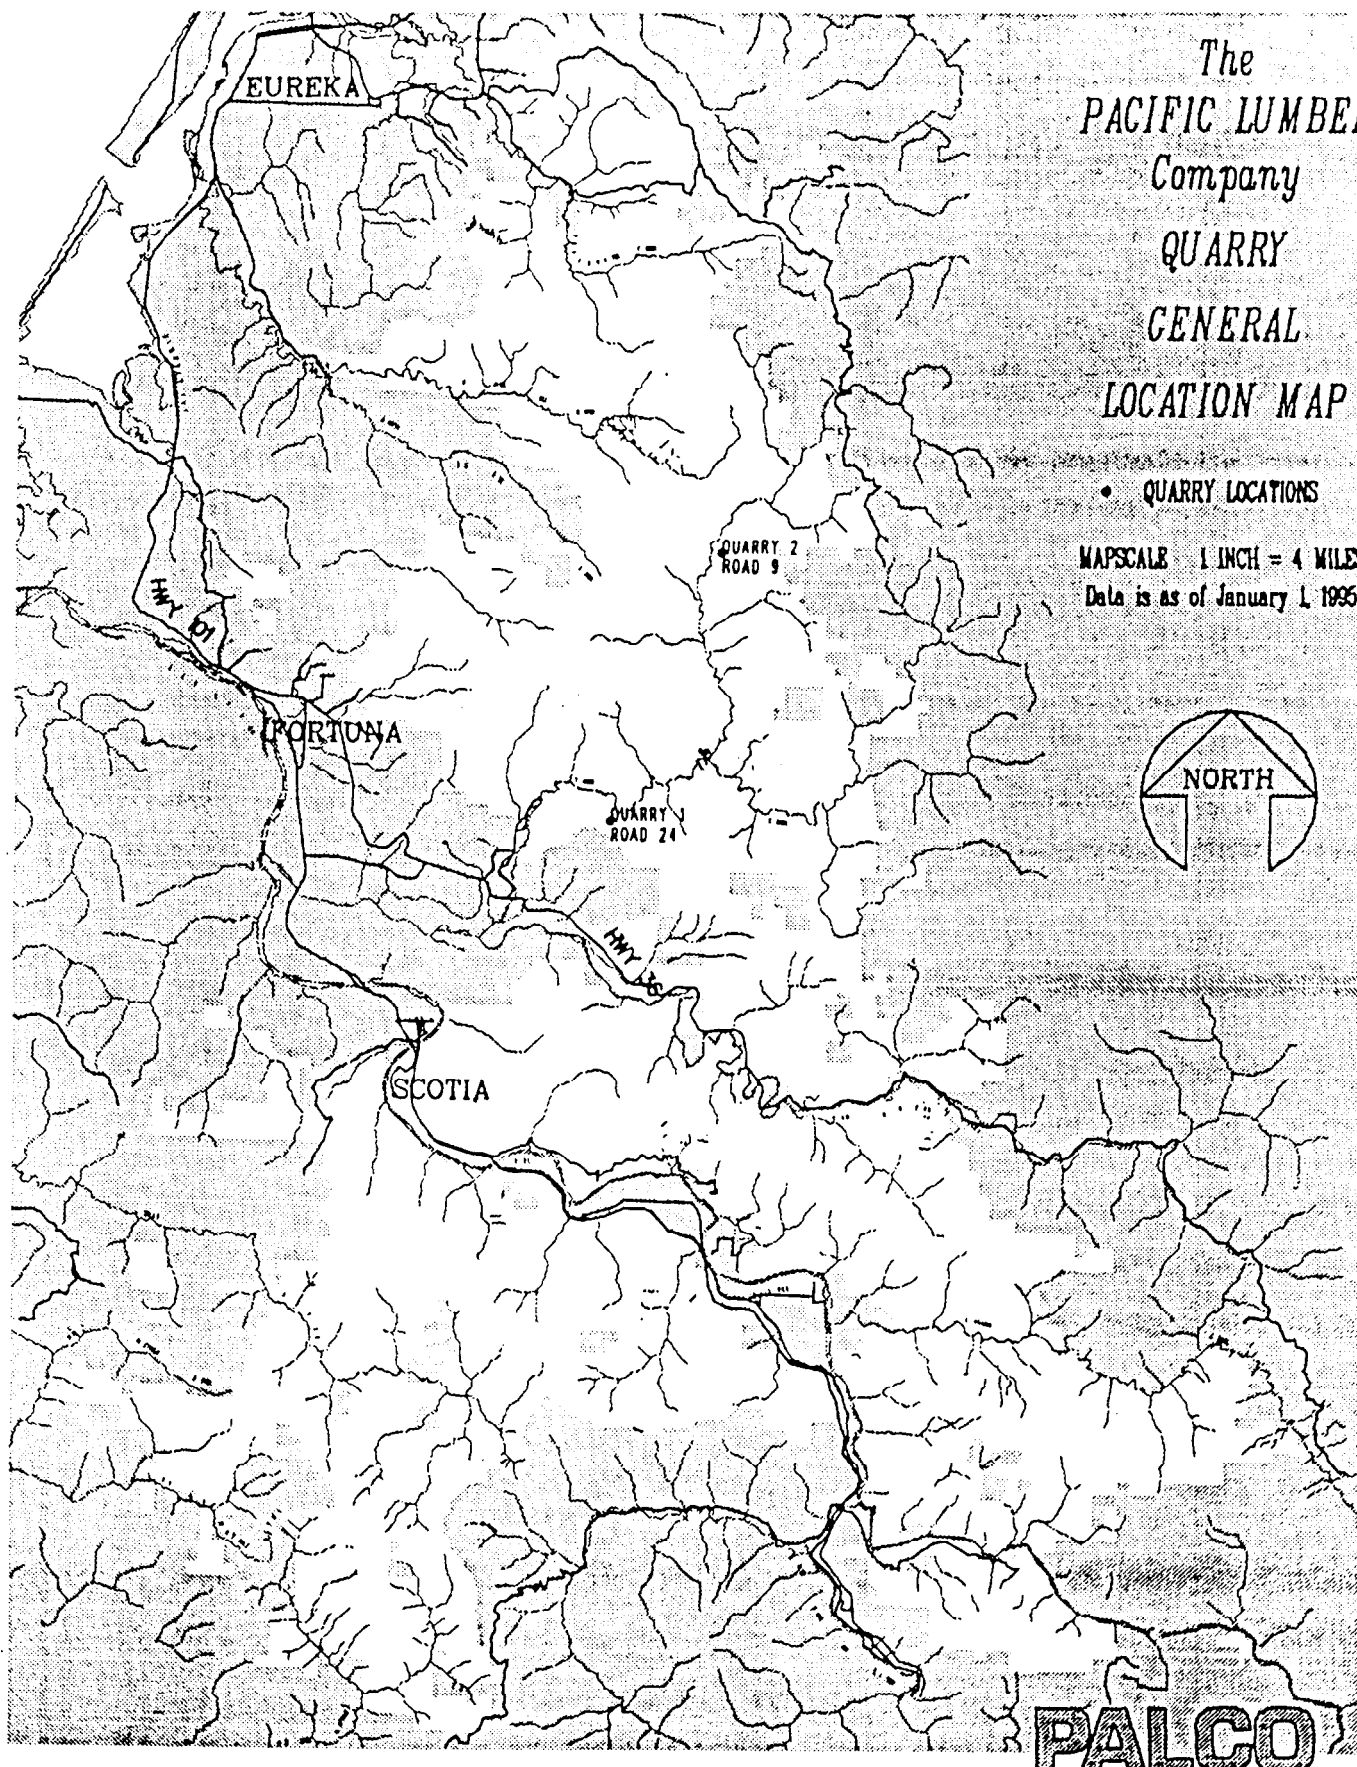 The
PACIFIC LUMBE
Company
QUARRY
GENERAL
LOCATION MAP
• QUARRY LOCATIONS
MAPSCALE 1 INCH = 4 MILE
Data is as of January 1, 1995
NORTH
EUREKA
QUARRY 2
ROAD 9
HWY 101
FORTUNA
QUARRY 1
ROAD 24
HWY 36
SCOTIA
PALCO